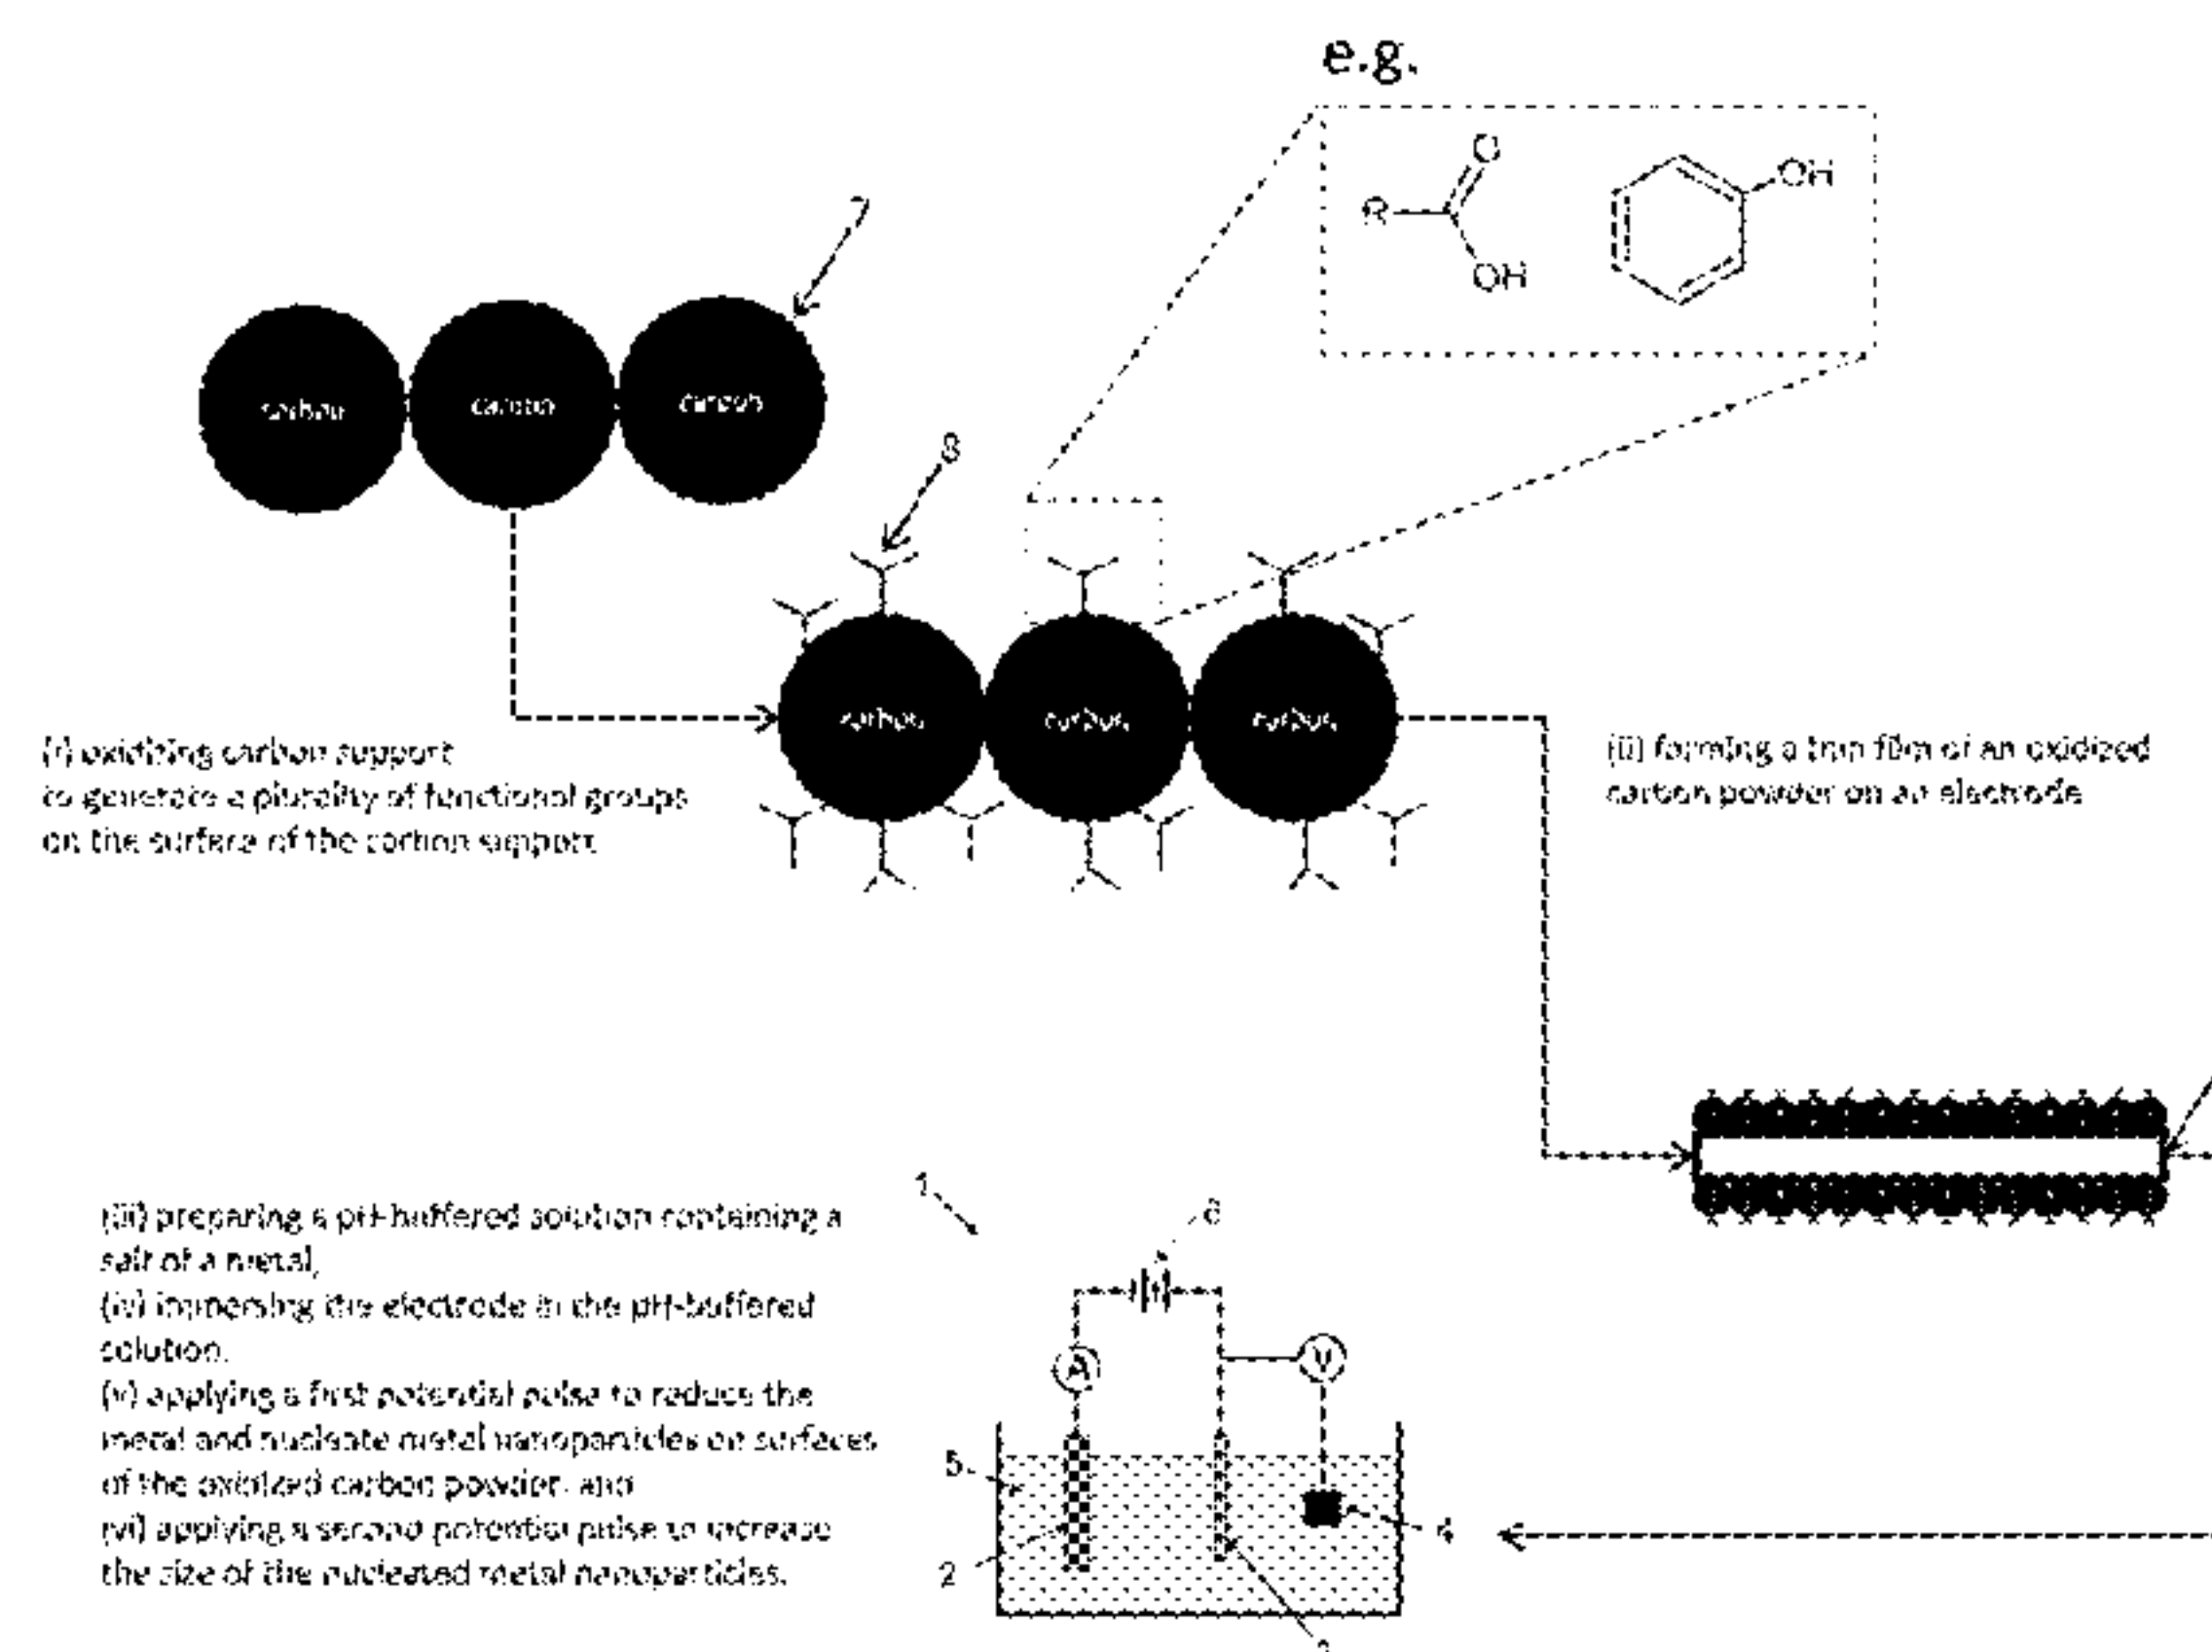 e.g.
O
OH
R
OH
7
carbon carbon carbon
8
carbon carbon carbon
(i) oxidizing carbon support
to generate a plurality of functional groups
on the surface of the carbon support
(ii) forming a thin film of an oxidized
carbon powder on an electrode
1
6
(iii) preparing a pH-buffered solution containing a
salt of a metal,
(iv) immersing the electrode in the pH-buffered
solution.
(v) applying a first potential pulse to reduce the
metal and nucleate metal nanoparticles on surfaces
of the oxidized carbon powder, and
(vi) applying a second potential pulse to increase
the size of the nucleated metal nanoparticles.
A
V
5
4
2